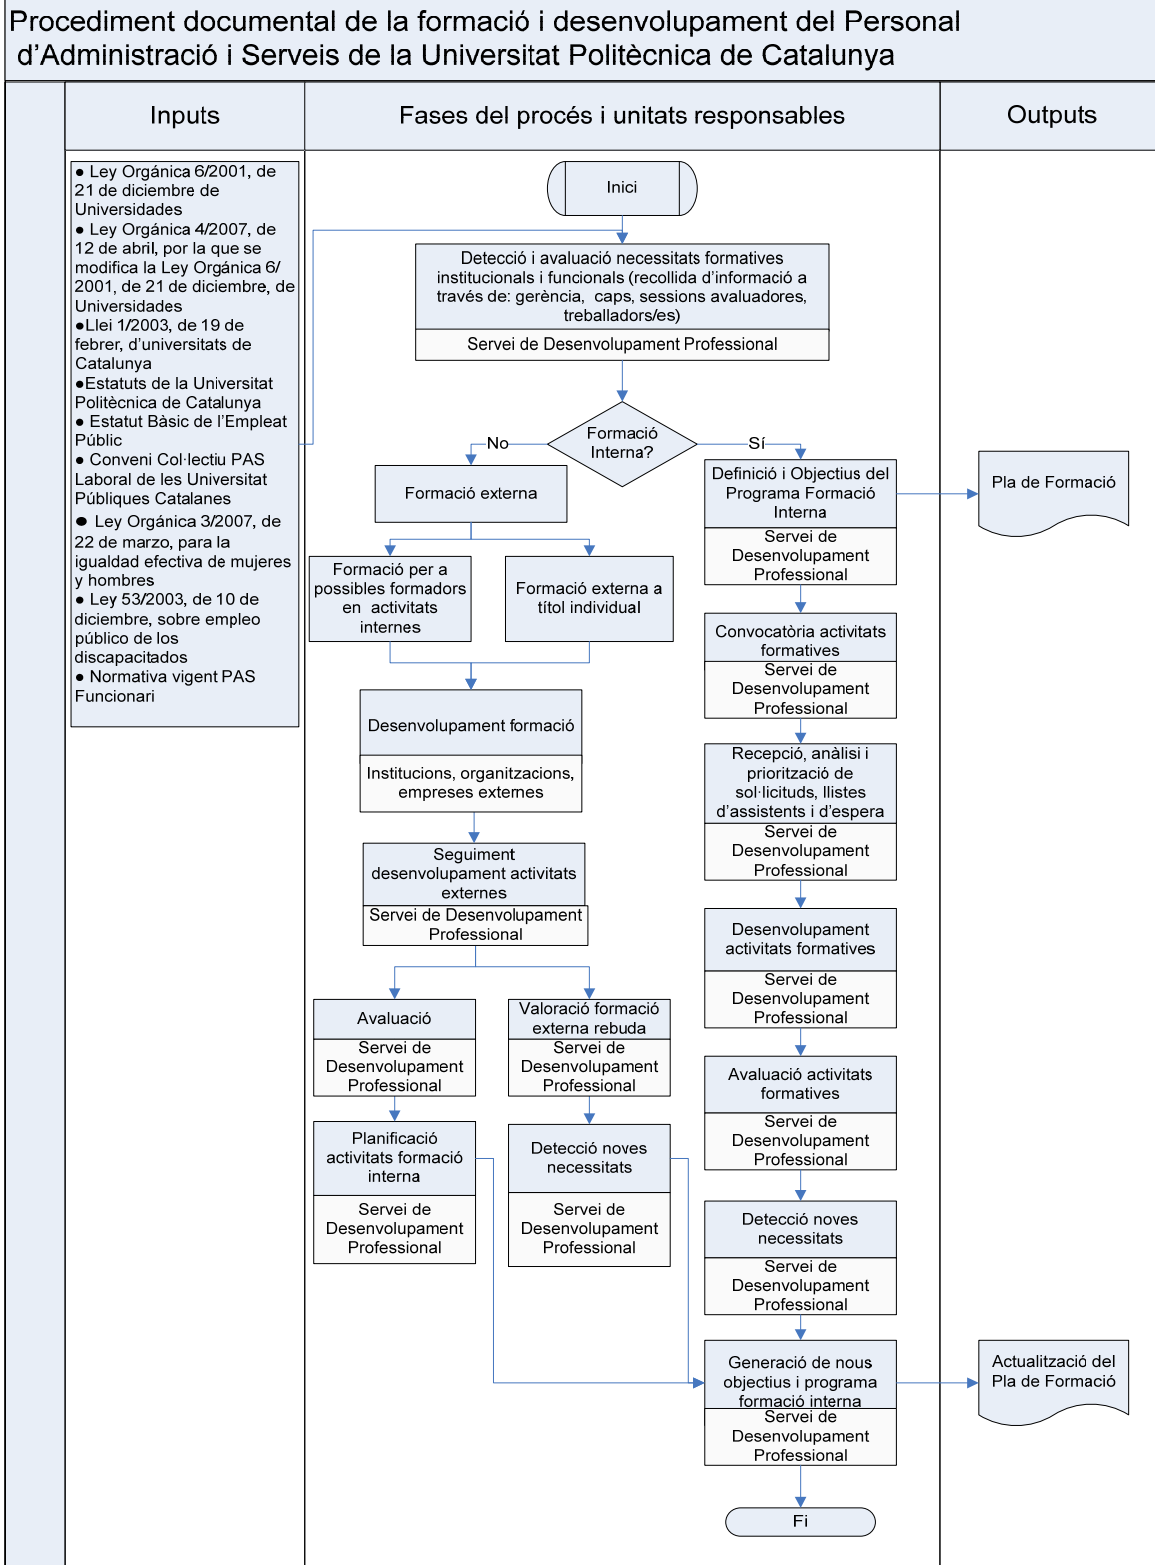 Procediment documental de la formació i desenvolupament del Personal
d’Administració i Serveis de la Universitat Politècnica de Catalunya
Inputs
Fases del procés i unitats responsables
Outputs
● Ley Orgánica 6/2001, de
21 de diciembre de
Universidades
● Ley Orgánica 4/2007, de
12 de abril, por la que se
modifica la Ley Orgánica 6/
2001, de 21 de diciembre, de
Universidades
●Llei 1/2003, de 19 de
febrer, d’universitats de
Catalunya
●Estatuts de la Universitat
Politècnica de Catalunya
● Estatut Bàsic de l’Empleat
Públic
● Conveni Col·lectiu PAS
Laboral de les Universitat
Públiques Catalanes
● Ley Orgánica 3/2007, de
22 de marzo, para la
igualdad efectiva de mujeres
y hombres
● Ley 53/2003, de 10 de
diciembre, sobre empleo
público de los
discapacitados
● Normativa vigent PAS
Funcionari
Inici
Detecció i avaluació necessitats formatives
institucionals i funcionals (recollida d’informació a
través de: gerència, caps, sessions avaluadores,
treballadors/es)
Servei de Desenvolupament Professional
Formació
Interna?
No
Sí
Formació externa
Formació per a
possibles formadors
en activitats
internes
Formació externa a
títol individual
Desenvolupament formació
Institucions, organitzacions,
empreses externes
Seguiment
desenvolupament activitats
externes
Servei de Desenvolupament
Professional
Avaluació
Servei de
Desenvolupament
Professional
Valoració formació
externa rebuda
Servei de
Desenvolupament
Professional
Planificació
activitats formació
interna
Servei de
Desenvolupament
Professional
Detecció noves
necessitats
Servei de
Desenvolupament
Professional
Definició i Objectius del
Programa Formació
Interna
Servei de
Desenvolupament
Professional
Convocatòria activitats
formatives
Servei de
Desenvolupament
Professional
Recepció, anàlisi i
priorització de
sol·licituds, llistes
d’assistents i d’espera
Servei de
Desenvolupament
Professional
Desenvolupament
activitats formatives
Servei de
Desenvolupament
Professional
Avaluació activitats
formatives
Servei de
Desenvolupament
Professional
Detecció noves
necessitats
Servei de
Desenvolupament
Professional
Generació de nous
objectius i programa
formació interna
Servei de
Desenvolupament
Professional
Fi
Pla de Formació
Actualització del
Pla de Formació